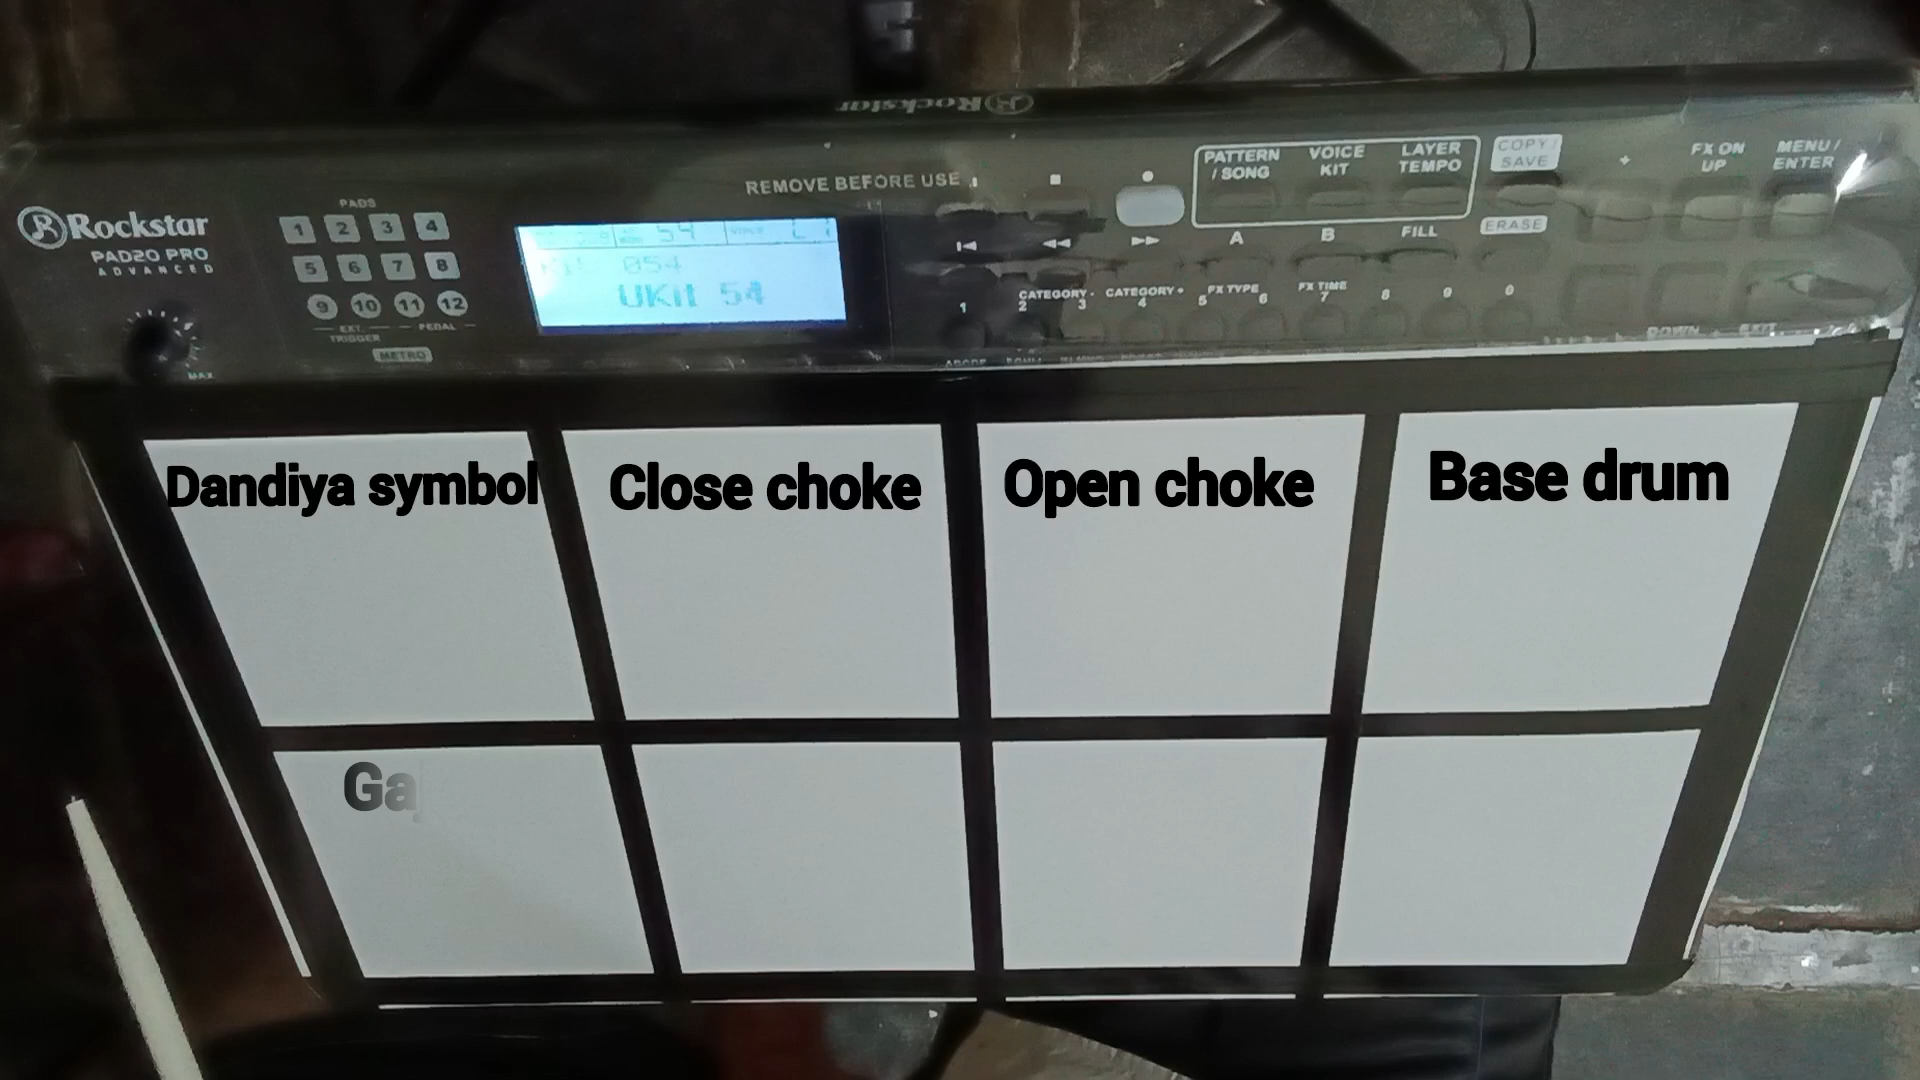 Rockstar
REMOVE BEFORE USE
PATTERN / SONG
VOICE KIT
LAYER TEMPO
COPY / SAVE
+
FX ON UP
MENU / ENTER
Rockstar
PAD20 PRO
ADVANCED
PADS
1 2 3 4
5 6 7 8
9 10 11 12
EXT. TRIGGER
PEDAL
METRO
MAX
054
UKit 54
A
B
FILL
ERASE
CATEGORY -
CATEGORY +
FX TYPE
FX TIME
1 2 3 4 5 6 7 8 9 0
DOWN
EXIT
Dandiya symbol
Close choke
Open choke
Base drum
Ga